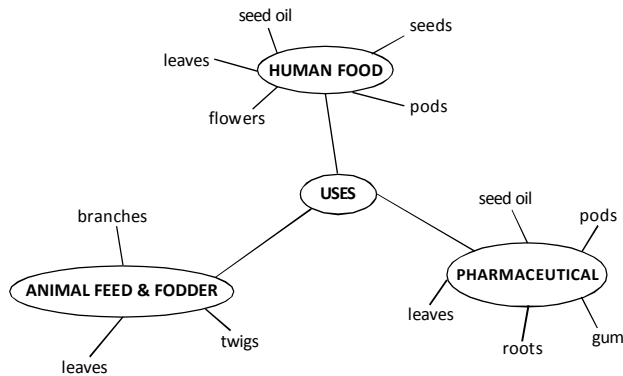 seed oil
seeds
leaves
HUMAN FOOD
flowers
pods
USES
branches
seed oil
pods
ANIMAL FEED & FODDER
PHARMACEUTICAL
leaves
twigs
leaves
roots
gum